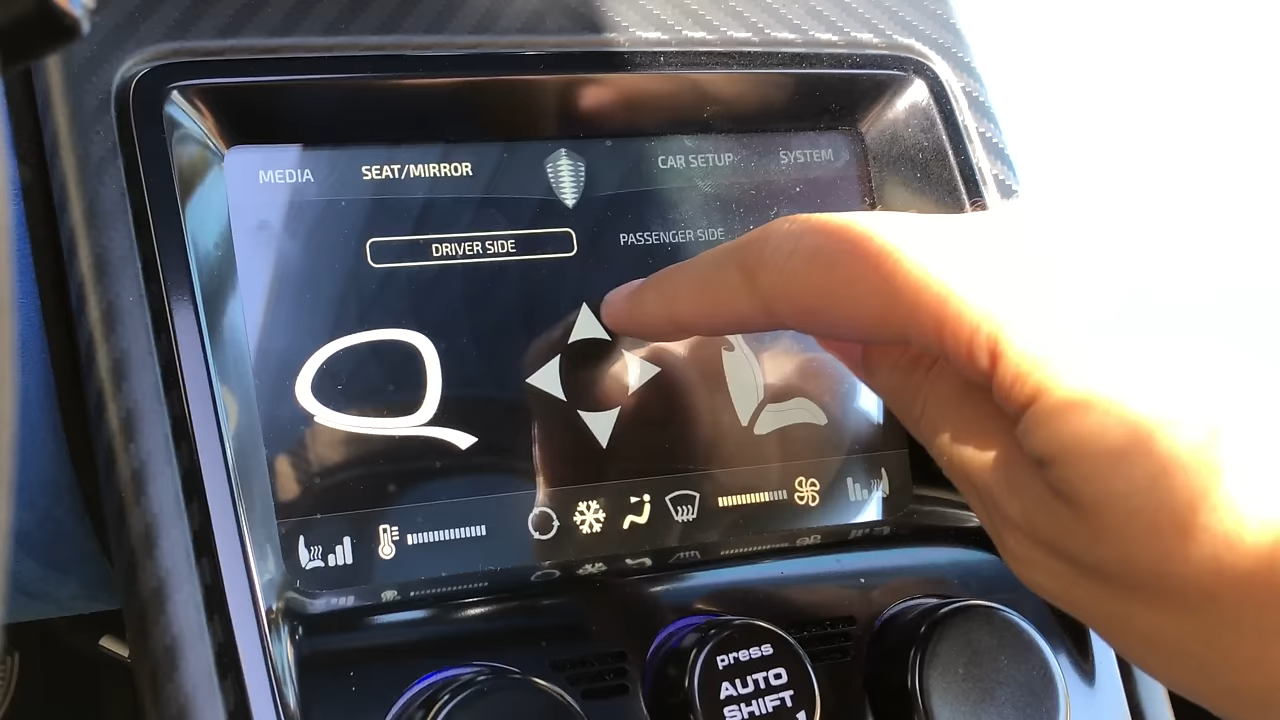 MEDIA
SEAT/MIRROR
CAR SETUP
SYSTEM
DRIVER SIDE
PASSENGER SIDE
press
AUTO
SHIFT